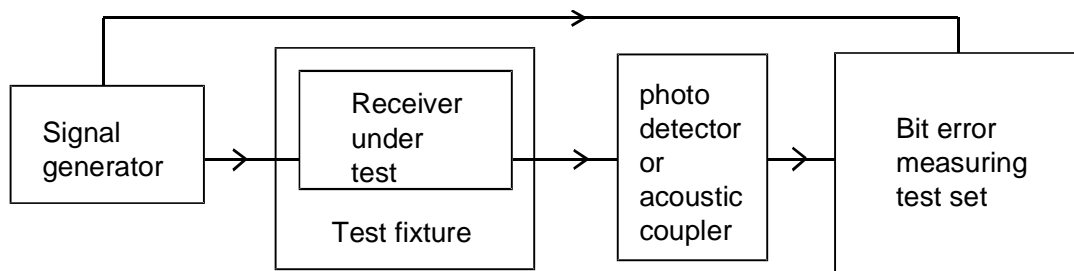 Signal
generator
Receiver
under
test
Test fixture
photo
detector
or
acoustic
coupler
Bit error
measuring
test set